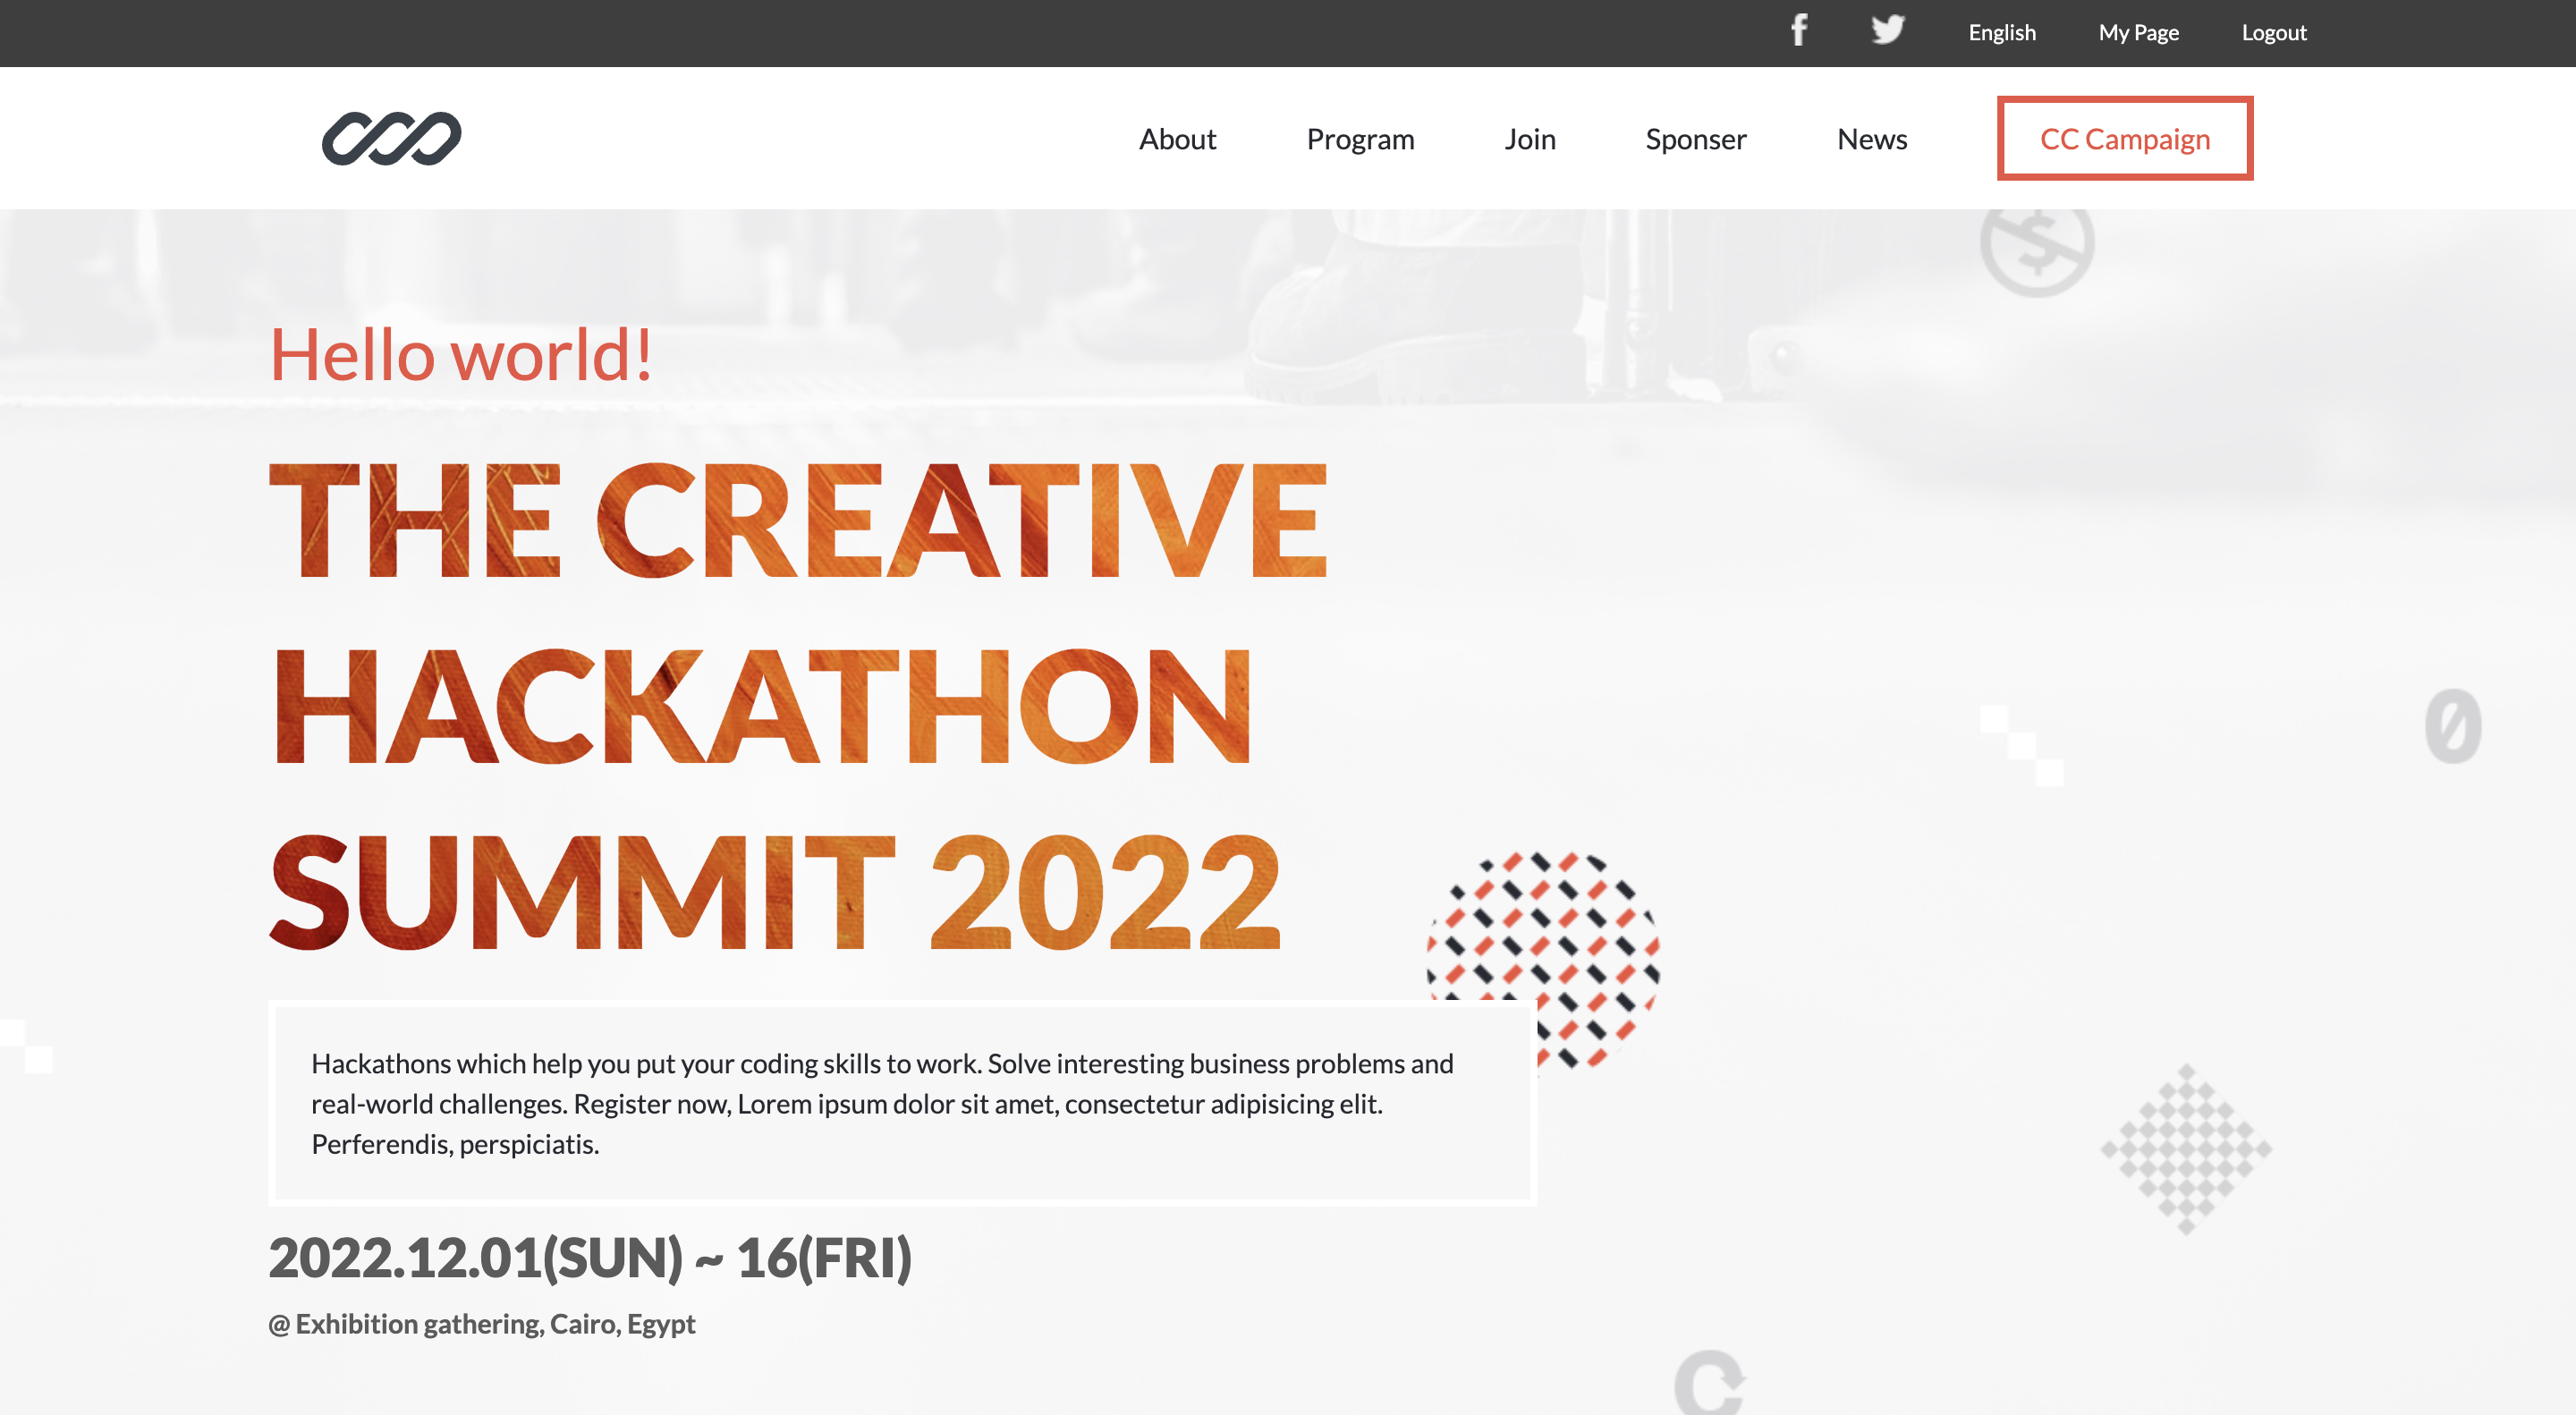 English
My Page
Logout
About
Program
Join
Sponser
News
CC Campaign
Hello world!
THE CREATIVE
HACKATHON
SUMMIT 2022
Hackathons which help you put your coding skills to work. Solve interesting business problems and
real-world challenges. Register now, Lorem ipsum dolor sit amet, consectetur adipisicing elit.
Perferendis, perspiciatis.
2022.12.01(SUN) ~ 16(FRI)
@ Exhibition gathering, Cairo, Egypt